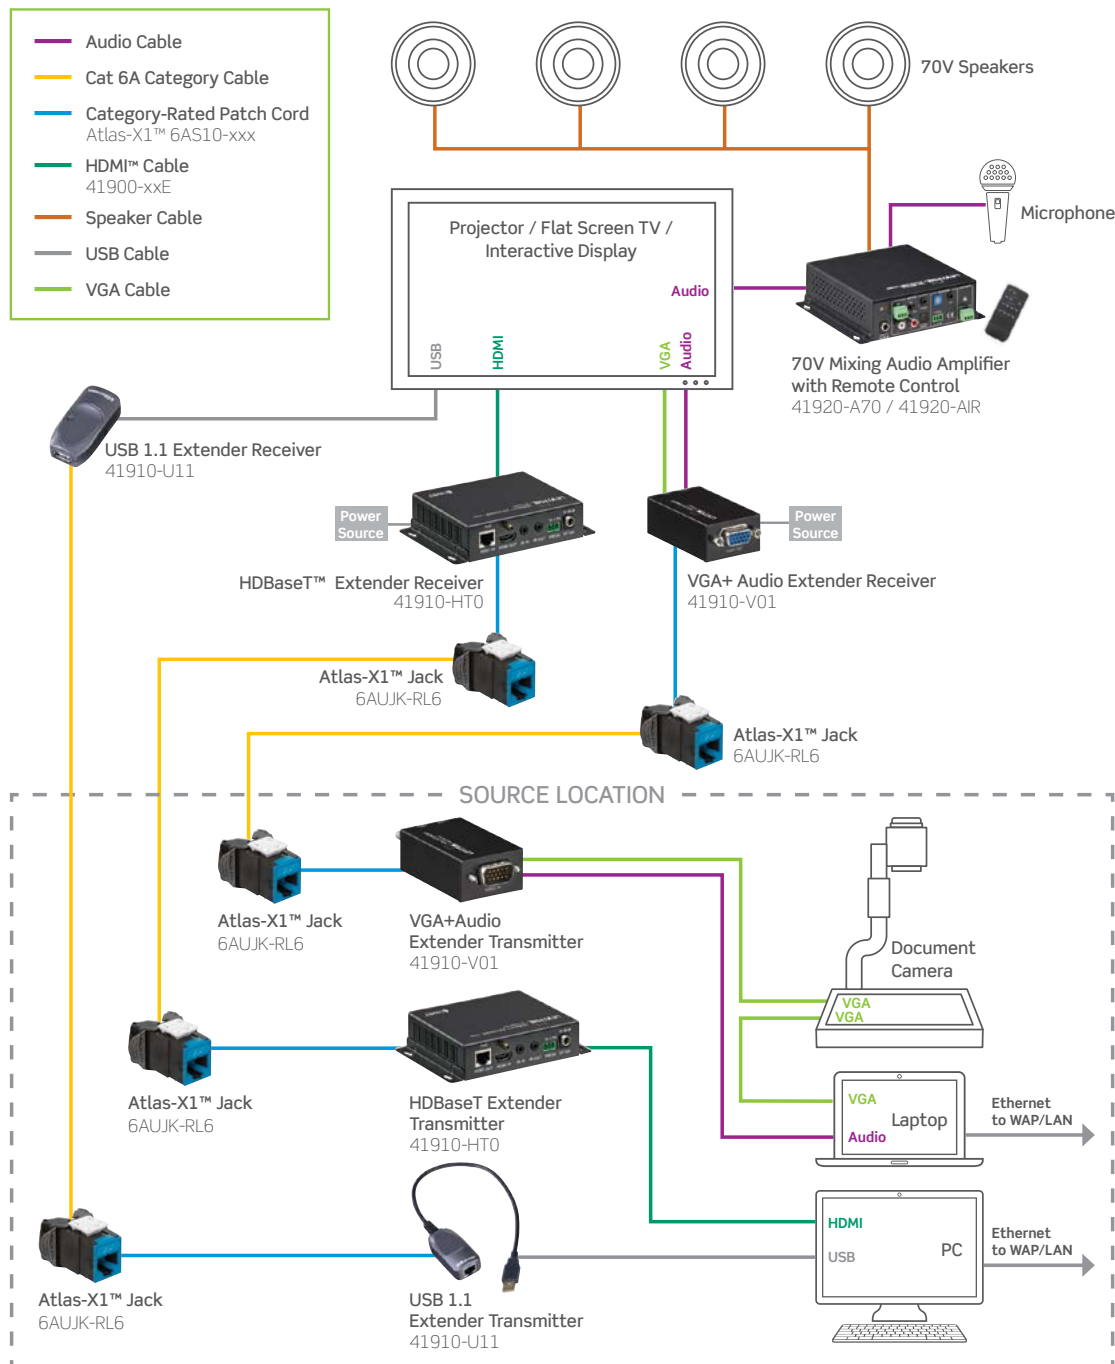 Audio Cable
Cat 6A Category Cable
Category-Rated Patch Cord
Atlas-X1™ 6AS10-xxx
HDMI™ Cable
41900-xxE
Speaker Cable
USB Cable
VGA Cable
70V Speakers
Microphone
Projector / Flat Screen TV /
Interactive Display
Audio
USB
HDMI
VGA
Audio
70V Mixing Audio Amplifier
with Remote Control
41920-A70 / 41920-AIR
USB 1.1 Extender Receiver
41910-U11
Power
Source
Power
Source
HDBaseT™ Extender Receiver
41910-HT0
VGA+ Audio Extender Receiver
41910-V01
Atlas-X1™ Jack
6AUJK-RL6
Atlas-X1™ Jack
6AUJK-RL6
SOURCE LOCATION
Atlas-X1™ Jack
6AUJK-RL6
VGA+Audio
Extender Transmitter
41910-V01
Document
Camera
VGA
VGA
Atlas-X1™ Jack
6AUJK-RL6
HDBaseT Extender
Transmitter
41910-HT0
VGA
Laptop
Audio
Ethernet
to WAP/LAN
HDMI
USB
PC
Ethernet
to WAP/LAN
Atlas-X1™ Jack
6AUJK-RL6
USB 1.1
Extender Transmitter
41910-U11